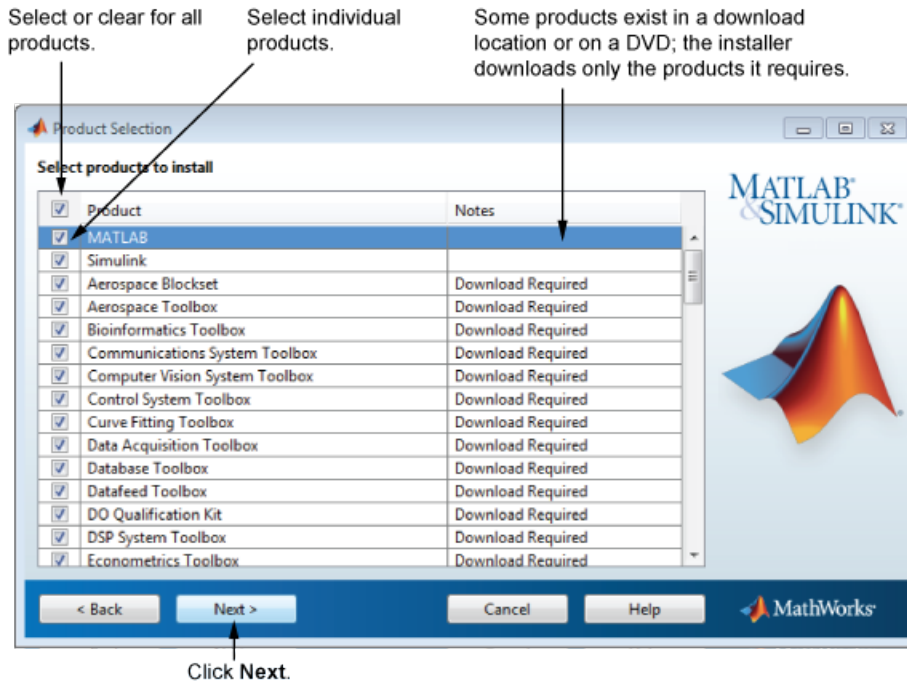 Select or clear for all
products.
Select individual
products.
Some products exist in a download
location or on a DVD; the installer
downloads only the products it requires.
Product Selection
Select products to install
Product Notes
MATLAB
Simulink
Aerospace Blockset Download Required
Aerospace Toolbox Download Required
Bioinformatics Toolbox Download Required
Communications System Toolbox Download Required
Computer Vision System Toolbox Download Required
Control System Toolbox Download Required
Curve Fitting Toolbox Download Required
Data Acquisition Toolbox Download Required
Database Toolbox Download Required
Datafeed Toolbox Download Required
DO Qualification Kit Download Required
DSP System Toolbox Download Required
Econometrics Toolbox Download Required
MATLAB®
&SIMULINK®
®
< Back Next > Cancel Help MathWorks®
Click Next.